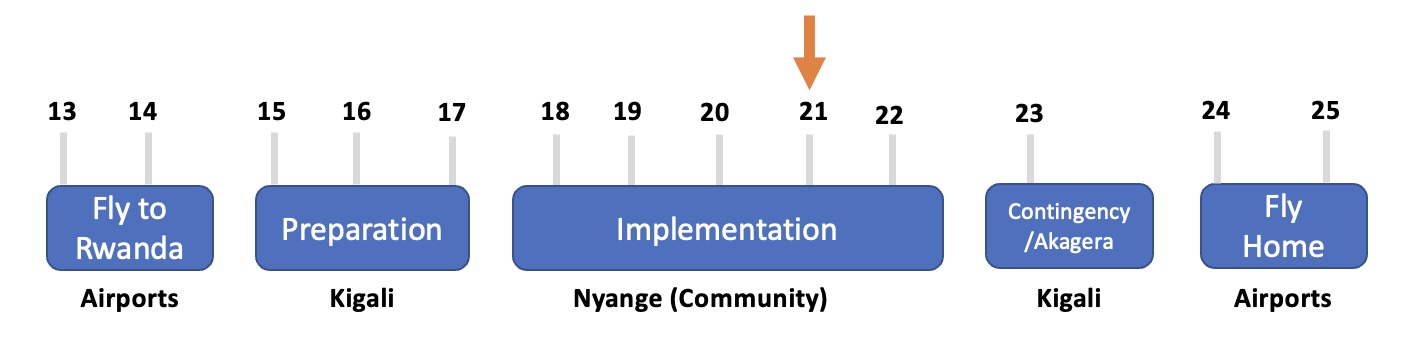 13 14 15 16 17 18 19 20 21 22 23 24 25
Fly to
Rwanda
Preparation
Implementation
Contingency
/Akagera
Fly
Home
Airports Kigali Nyange (Community) Kigali Airports